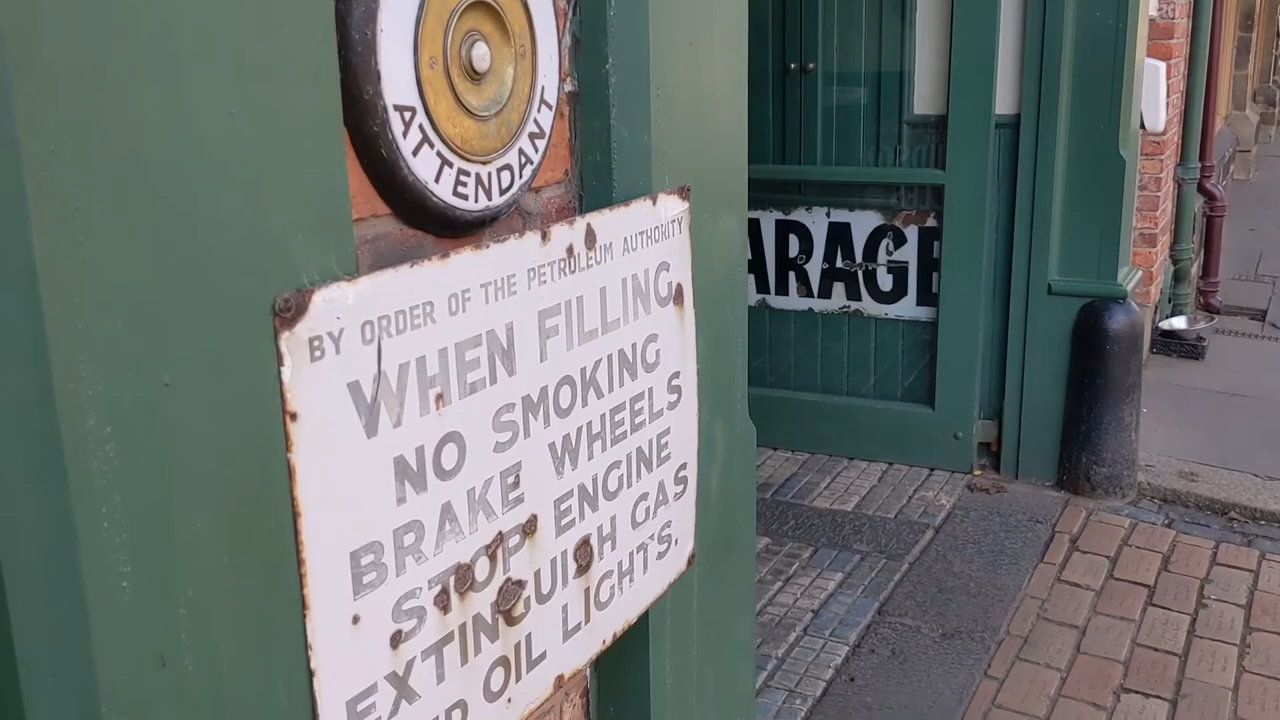 ATTENDANT
BY ORDER OF THE PETROLEUM AUTHORITY
WHEN FILLING
NO SMOKING
BRAKE WHEELS
STOP ENGINE
EXTINGUISH GAS
OIL LIGHTS.
ARAGE